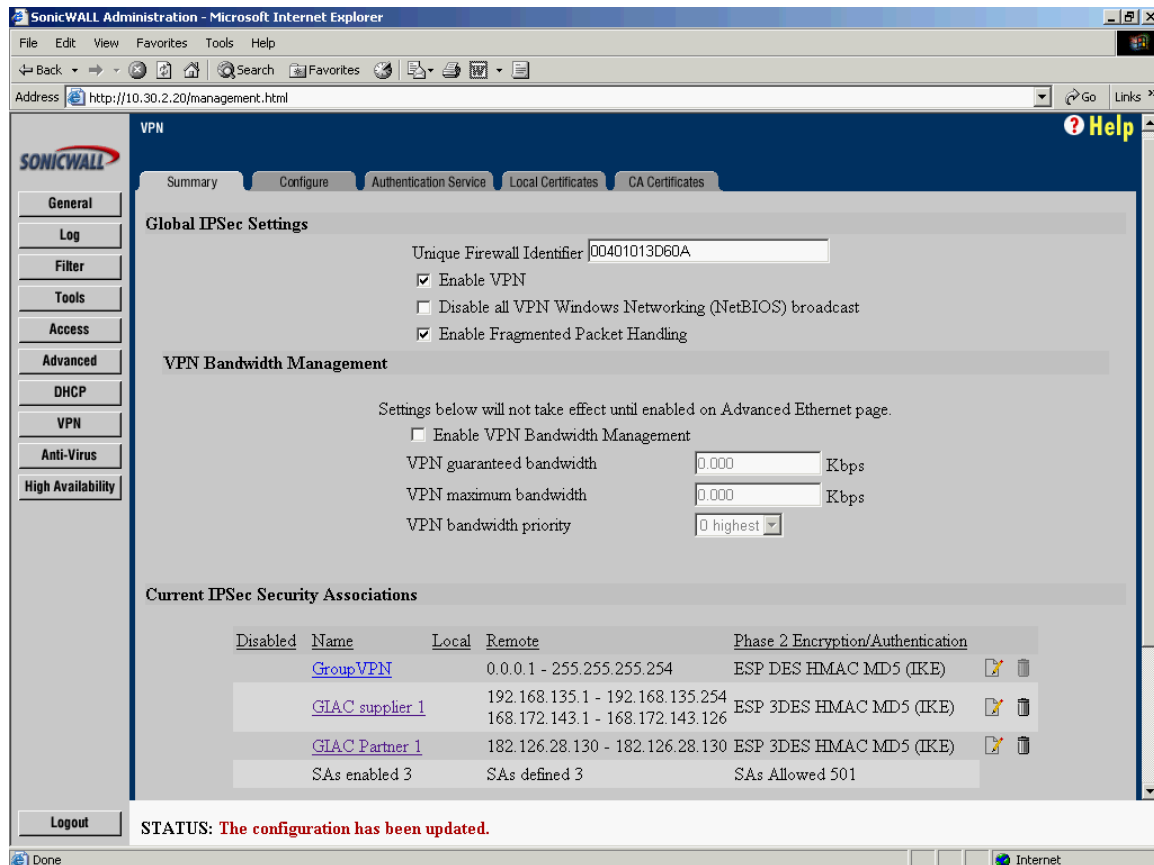 SonicWALL Administration - Microsoft Internet Explorer
File Edit View Favorites Tools Help
Back Search Favorites
Address http://10.30.2.20/management.html Go Links »
SONICWALL
VPN
? Help
Summary Configure Authentication Service Local Certificates CA Certificates
General
Log
Filter
Tools
Access
Advanced
DHCP
VPN
Anti-Virus
High Availability
Logout
Global IPSec Settings
Unique Firewall Identifier 00401013D60A
Enable VPN
Disable all VPN Windows Networking (NetBIOS) broadcast
Enable Fragmented Packet Handling
VPN Bandwidth Management
Settings below will not take effect until enabled on Advanced Ethernet page.
Enable VPN Bandwidth Management
VPN guaranteed bandwidth 0.000 Kbps
VPN maximum bandwidth 0.000 Kbps
VPN bandwidth priority 0 highest
Current IPSec Security Associations
Disabled Name Local Remote Phase 2 Encryption/Authentication
GroupVPN 0.0.0.1 - 255.255.255.254 ESP DES HMAC MD5 (IKE)
GIAC supplier 1 192.168.135.1 - 192.168.135.254 ESP 3DES HMAC MD5 (IKE)
168.172.143.1 - 168.172.143.126
GIAC Partner 1 182.126.28.130 - 182.126.28.130 ESP 3DES HMAC MD5 (IKE)
SAs enabled 3 SAs defined 3 SAs Allowed 501
STATUS: The configuration has been updated.
Done Internet